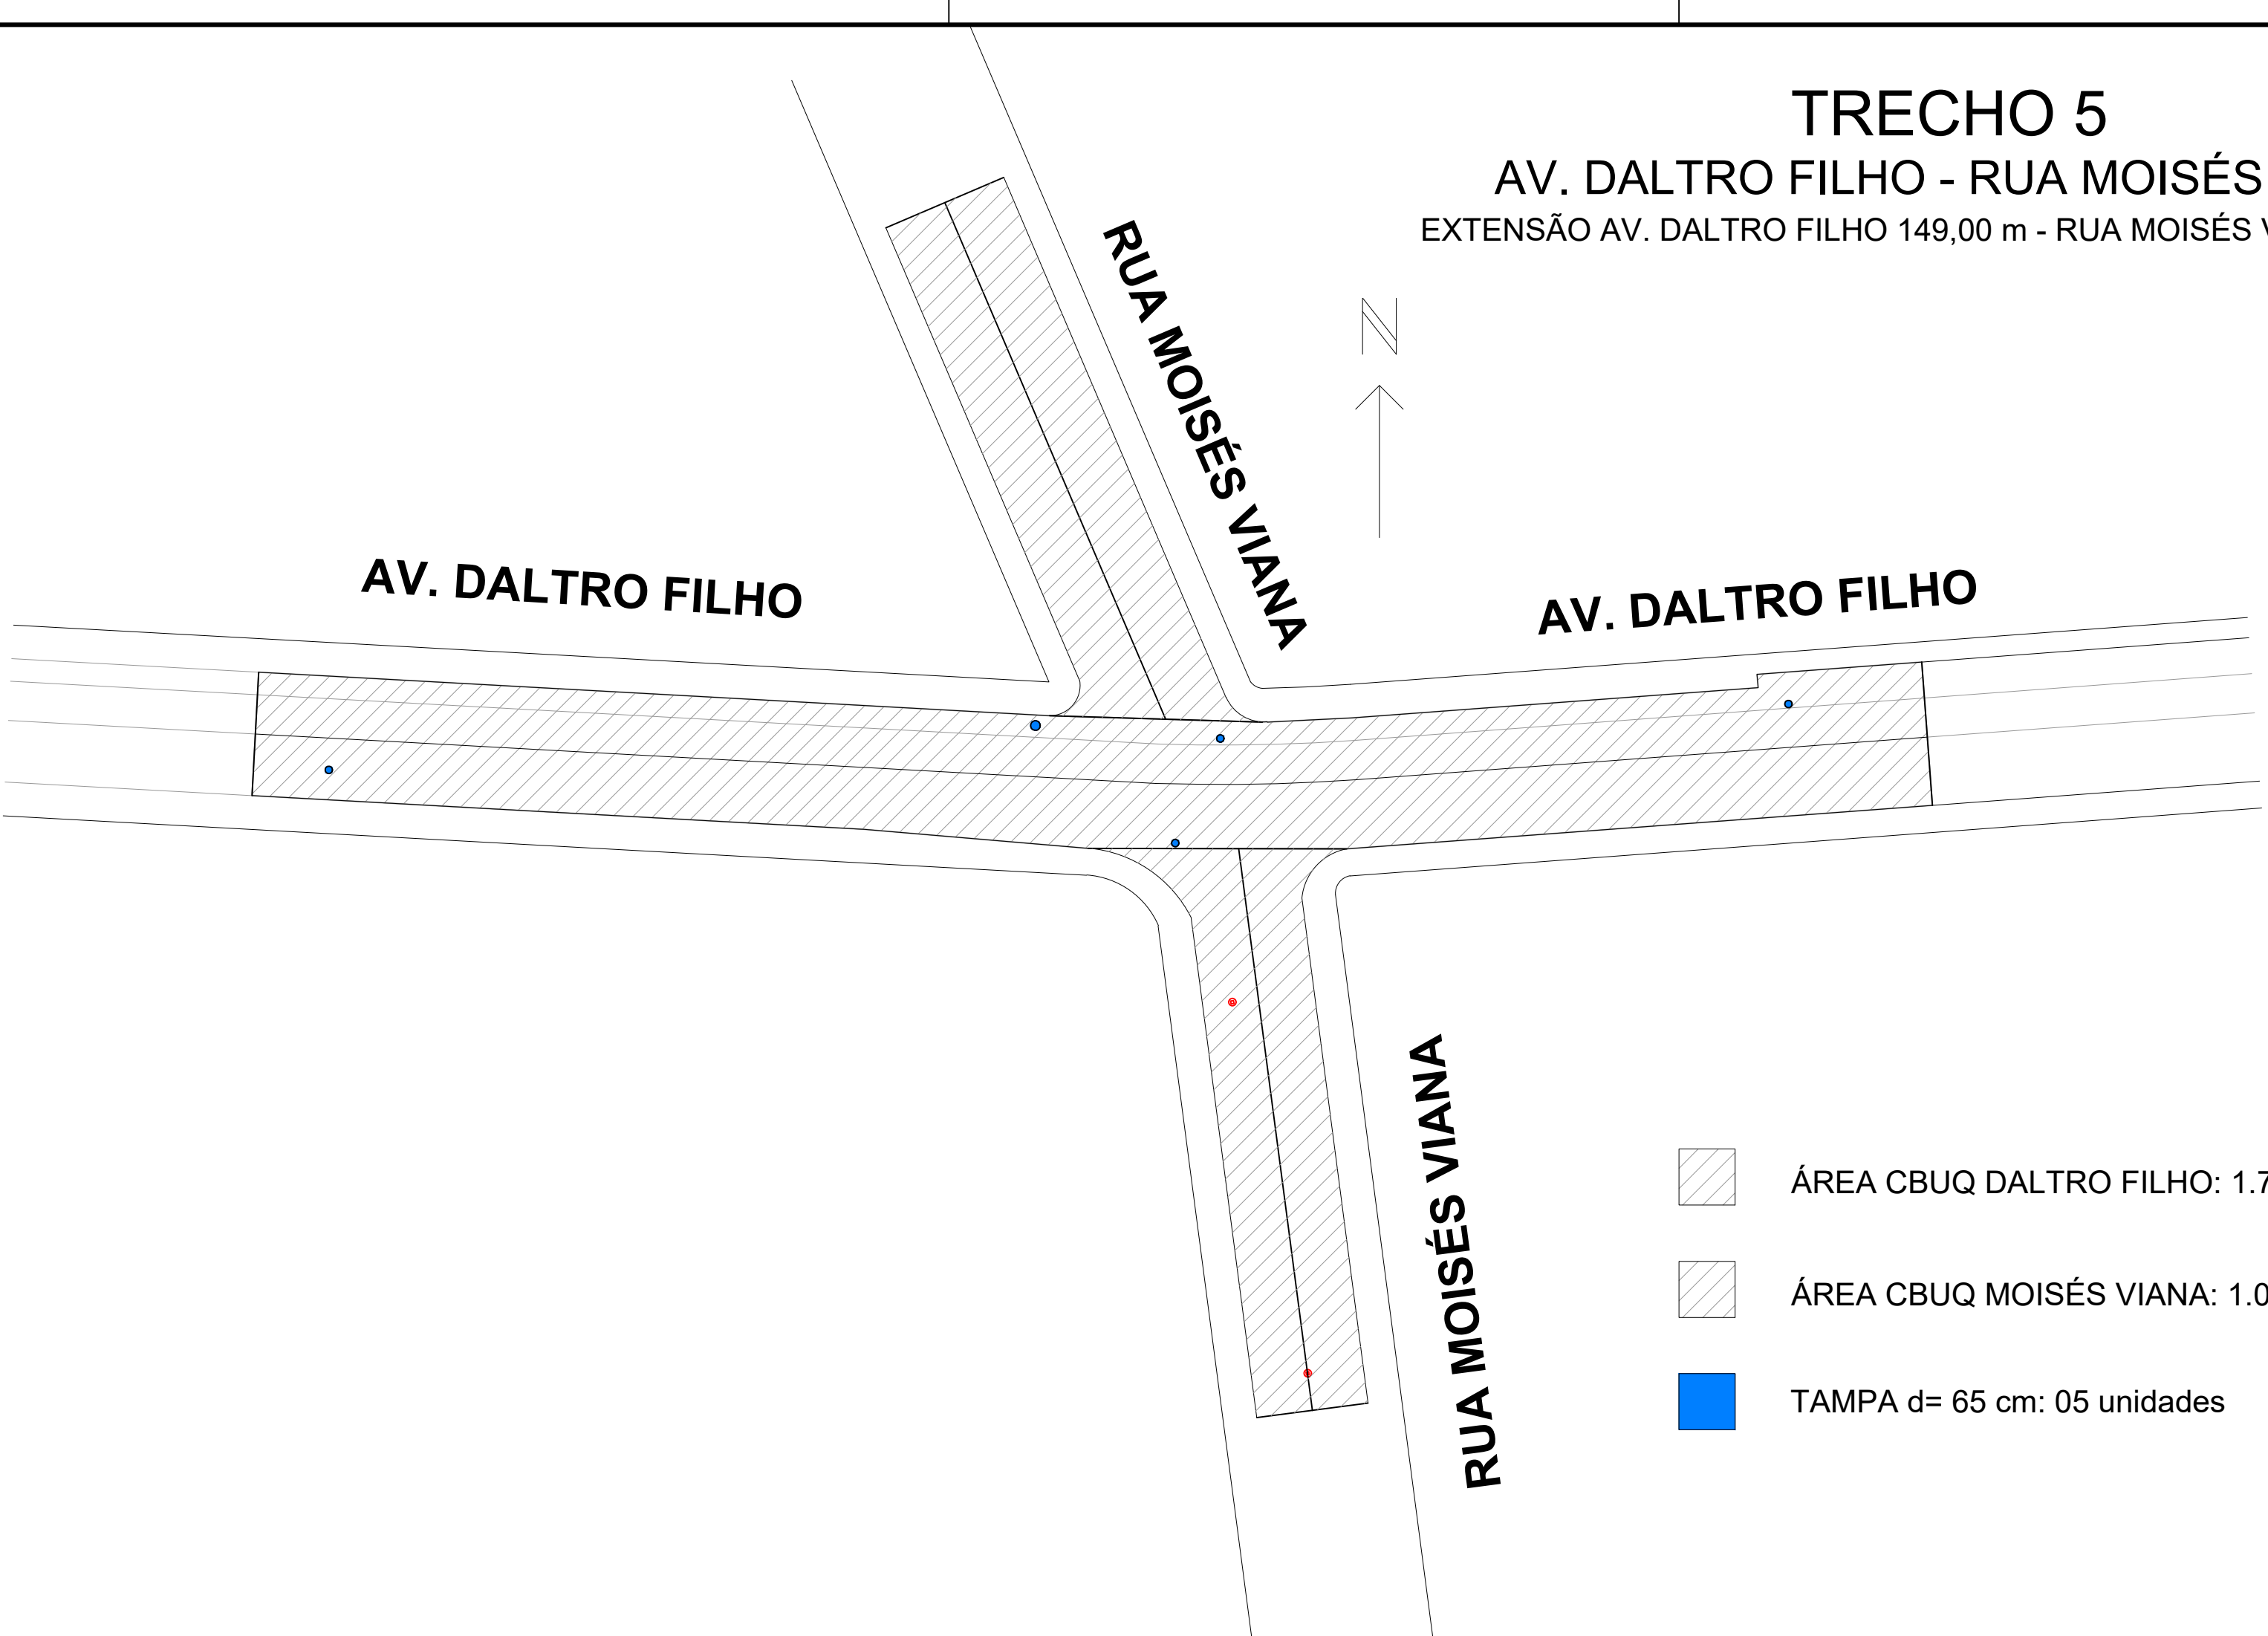 TRECHO 5
AV. DALTRO FILHO - RUA MOISÉS
EXTENSÃO AV. DALTRO FILHO 149,00 m - RUA MOISÉS
N
RUA MOISÉS VIANA
AV. DALTRO FILHO
AV. DALTRO FILHO
RUA MOISÉS VIANA
ÁREA CBUQ DALTRO FILHO: 1.7
ÁREA CBUQ MOISÉS VIANA: 1.0
TAMPA d= 65 cm: 05 unidades